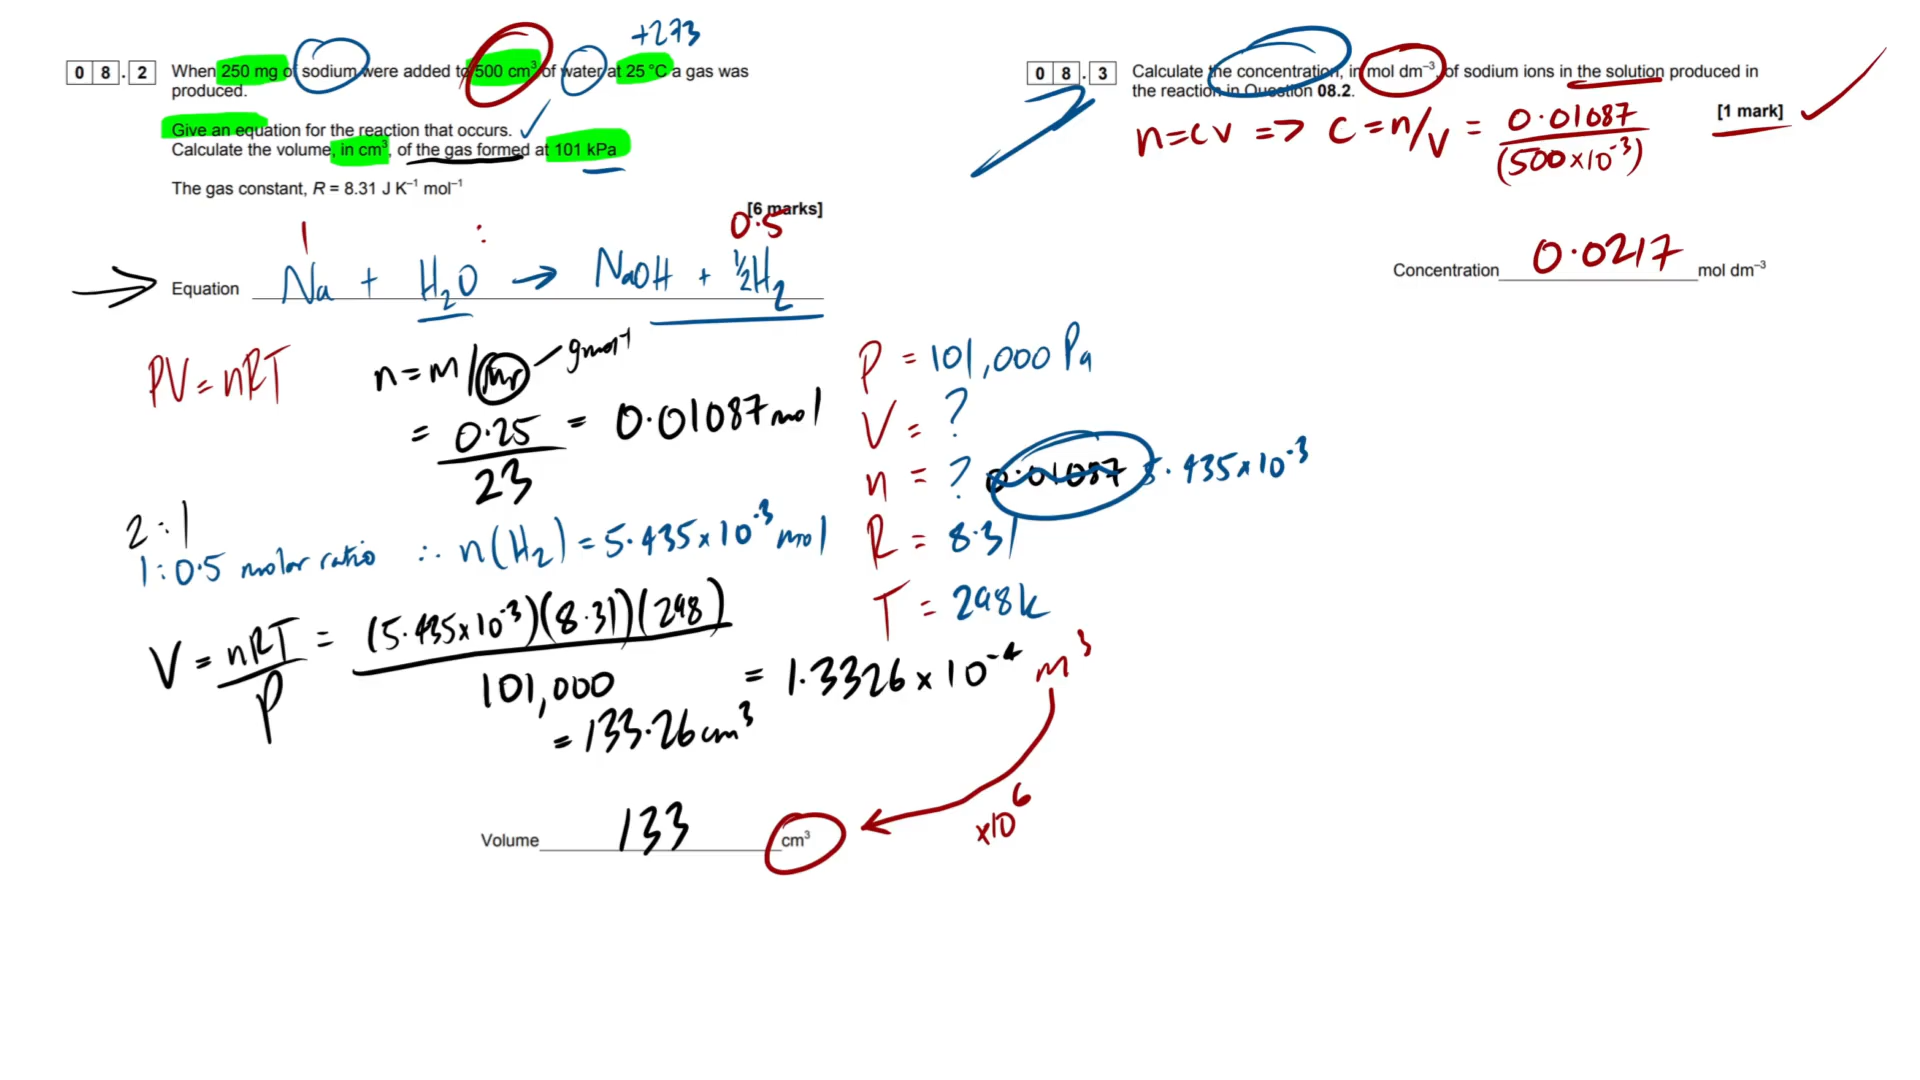 +273
08.2 When 250 mg of sodium were added to 500 cm³ of water at 25 °C a gas was
produced.
Give an equation for the reaction that occurs.
Calculate the volume, in cm³, of the gas formed at 101 kPa
The gas constant, R = 8.31 J K⁻¹ mol⁻¹
[6 marks]
1 : 0.5
Equation Na + H₂O → NaOH + ½H₂
PV = nRT
n = m/Mr gmol⁻¹
= 0.25/23 = 0.01087 mol
2:1
1:0.5 molar ratio ∴ n(H₂) = 5.435×10⁻³ mol
P = 101,000 Pa
V = ?
n = ? 0.01087 5.435×10⁻³
R = 8.31
T = 298k
V = nRT/P = (5.435×10⁻³)(8.31)(298)/101,000 = 1.3326 × 10⁻⁴ m³
= 133.26 cm³
×10⁶
Volume 133 cm³
08.3 Calculate the concentration, in mol dm⁻³, of sodium ions in the solution produced in
the reaction in Question 08.2.
[1 mark]
n=cv => c = n/v = 0.01087/(500×10⁻³)
Concentration 0.0217 mol dm⁻³